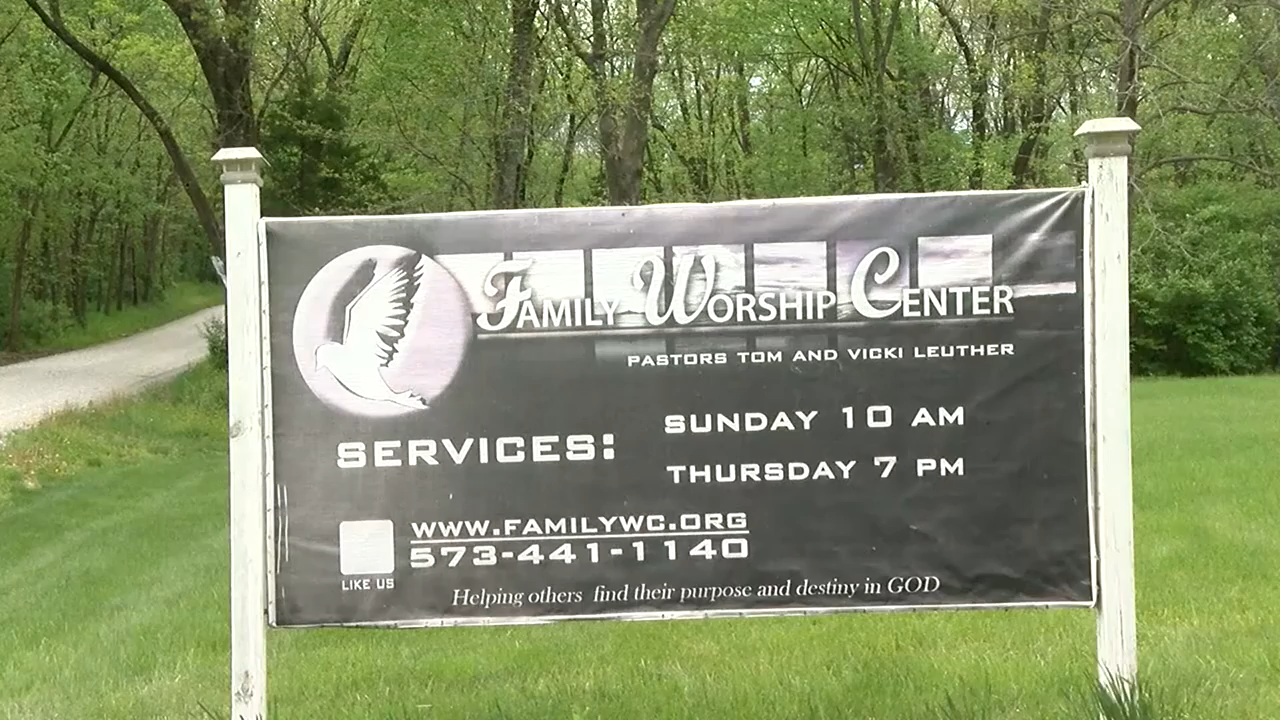 Family Worship Center
PASTORS TOM AND VICKI LEUTHER
SERVICES:
SUNDAY 10 AM
THURSDAY 7 PM
WWW.FAMILYWC.ORG
573-441-1140
LIKE US
Helping others find their purpose and destiny in GOD